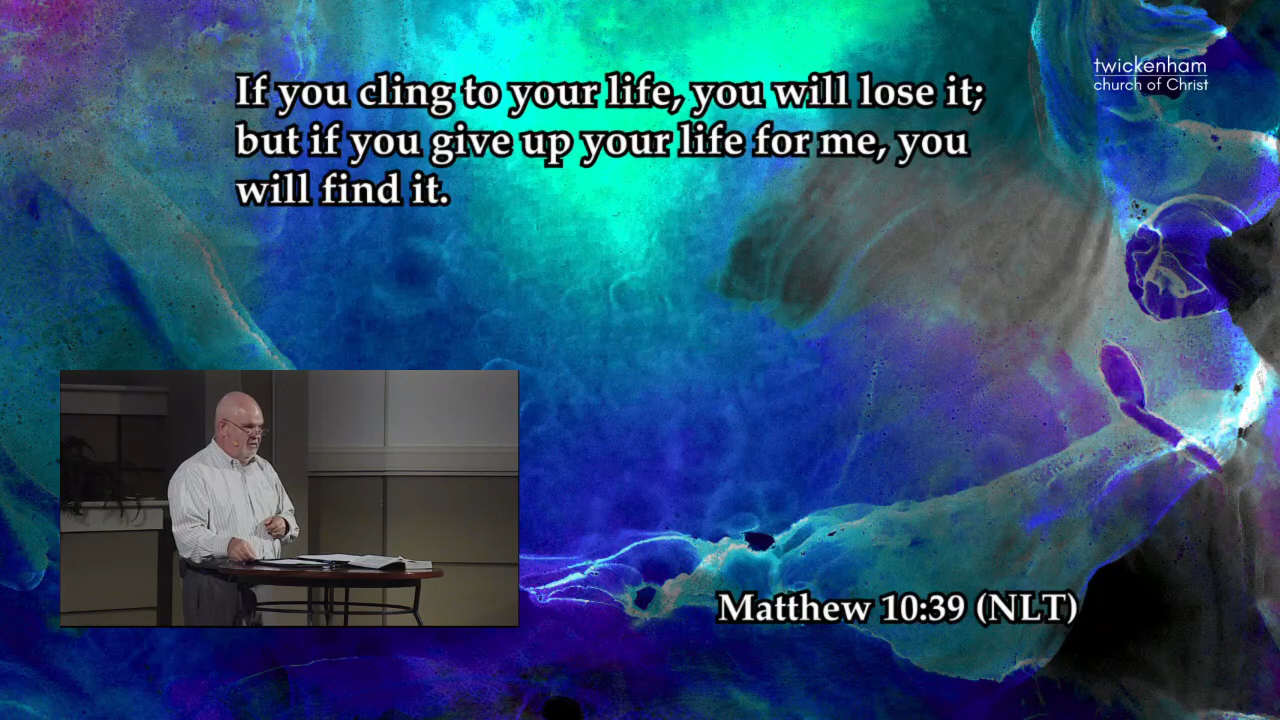 twickenham
church of Christ
If you cling to your life, you will lose it;
but if you give up your life for me, you
will find it.
Matthew 10:39 (NLT)